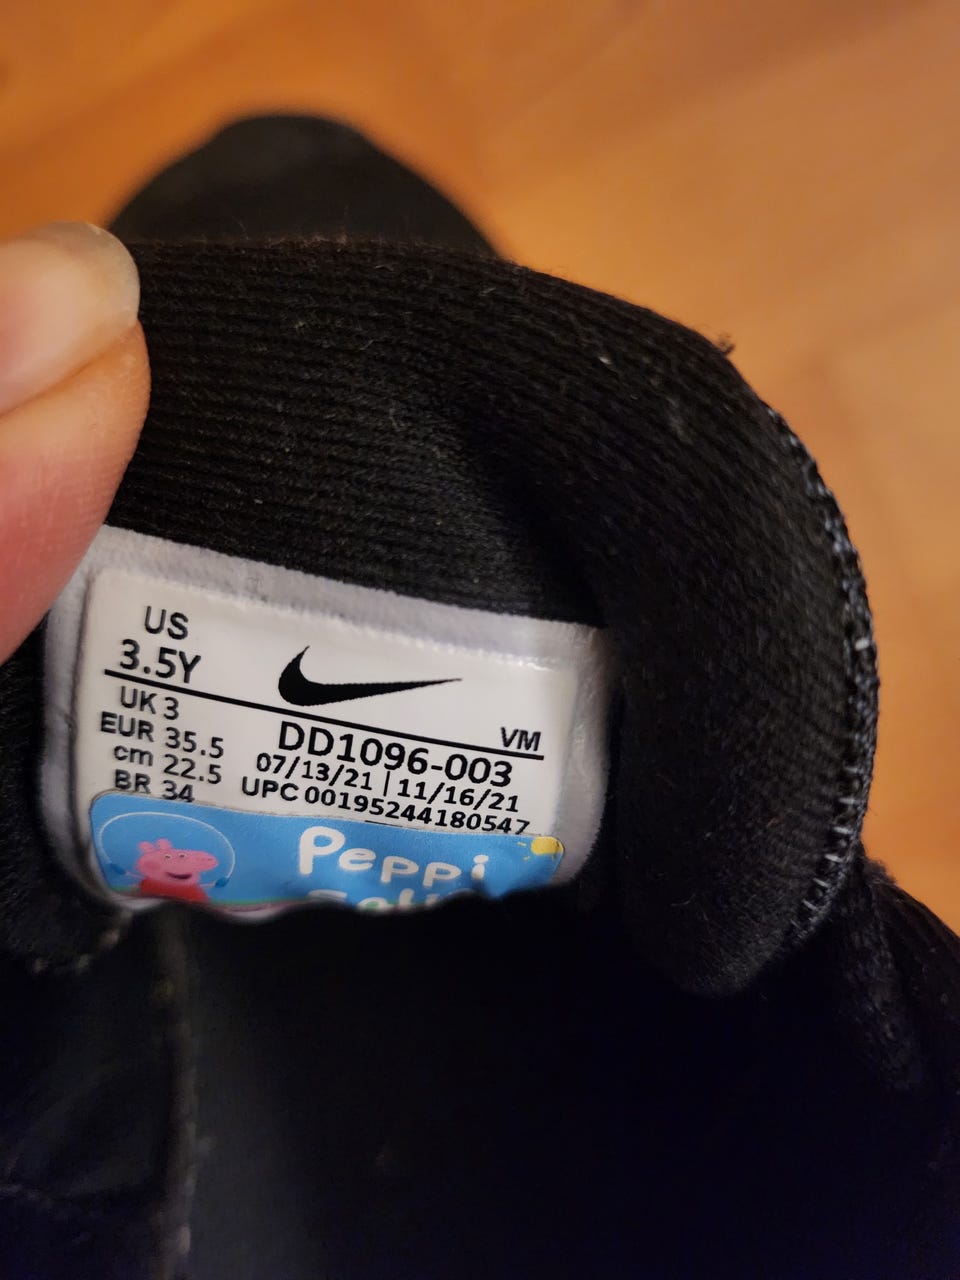 US
3.5Y
UK 3
EUR 35.5
cm 22.5
BR 34
VM
DD1096-003
07/13/21 | 11/16/21
UPC 00195244180547
Peppi